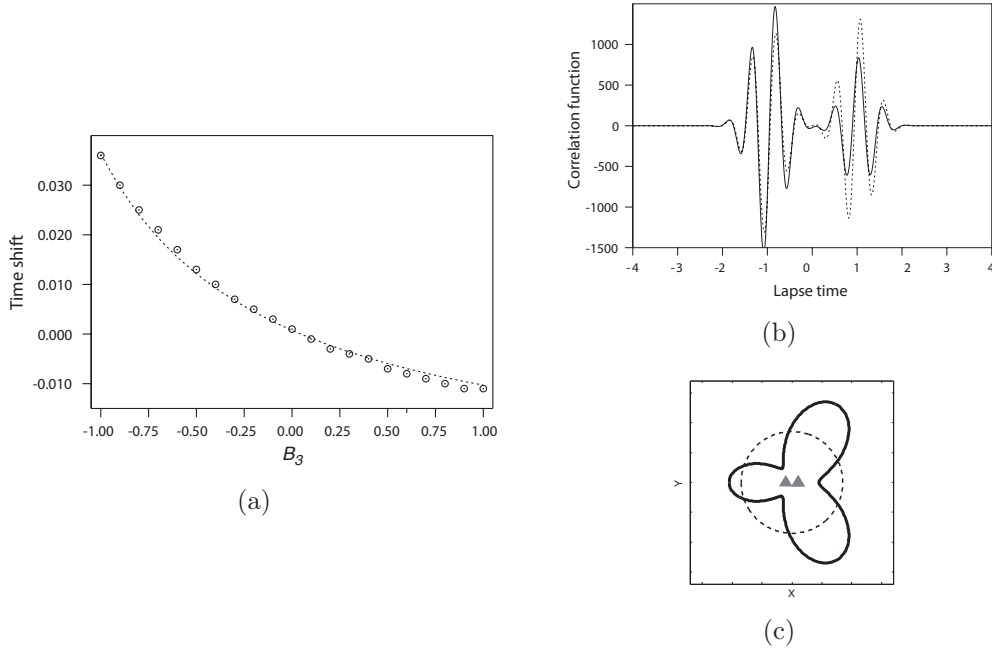 0.030
0.020
0.010
0.000
-0.010
Time shift
-1.00 -0.75 -0.50 -0.25 0.00 0.25 0.50 0.75 1.00
B3
(a)
1000
500
0
-500
-1000
-1500
Correlation function
-4 -3 -2 -1 0 1 2 3 4
Lapse time
(b)
Y
X
(c)